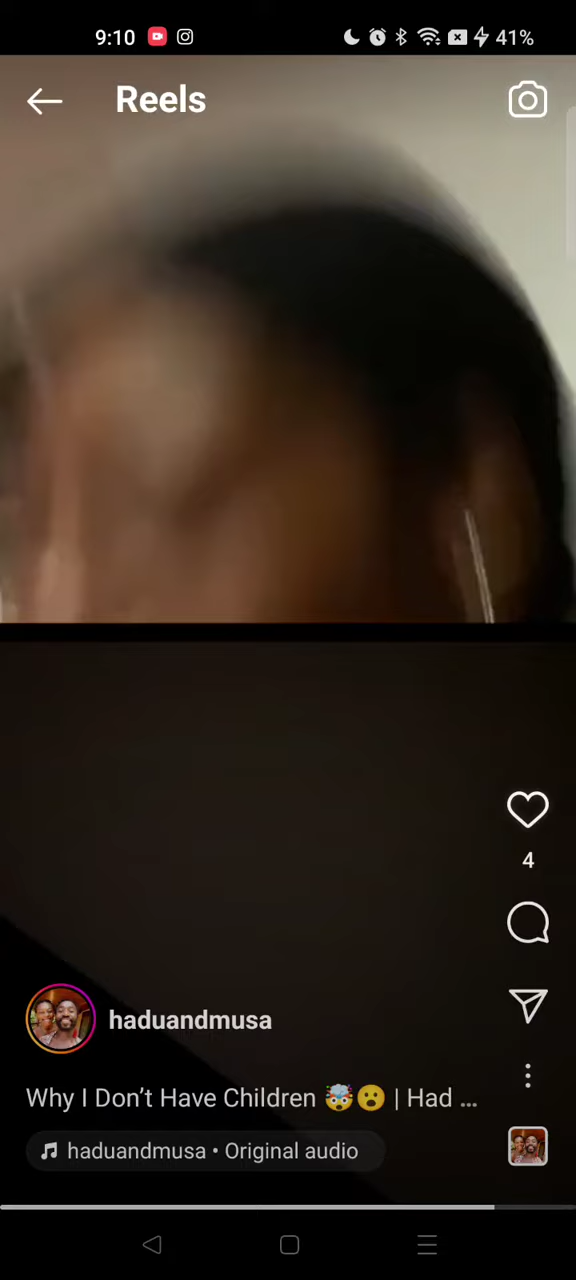 9:10
41%
Reels
4
haduandmusa
Why I Don’t Have Children 🤯😮 | Had ...
haduandmusa • Original audio